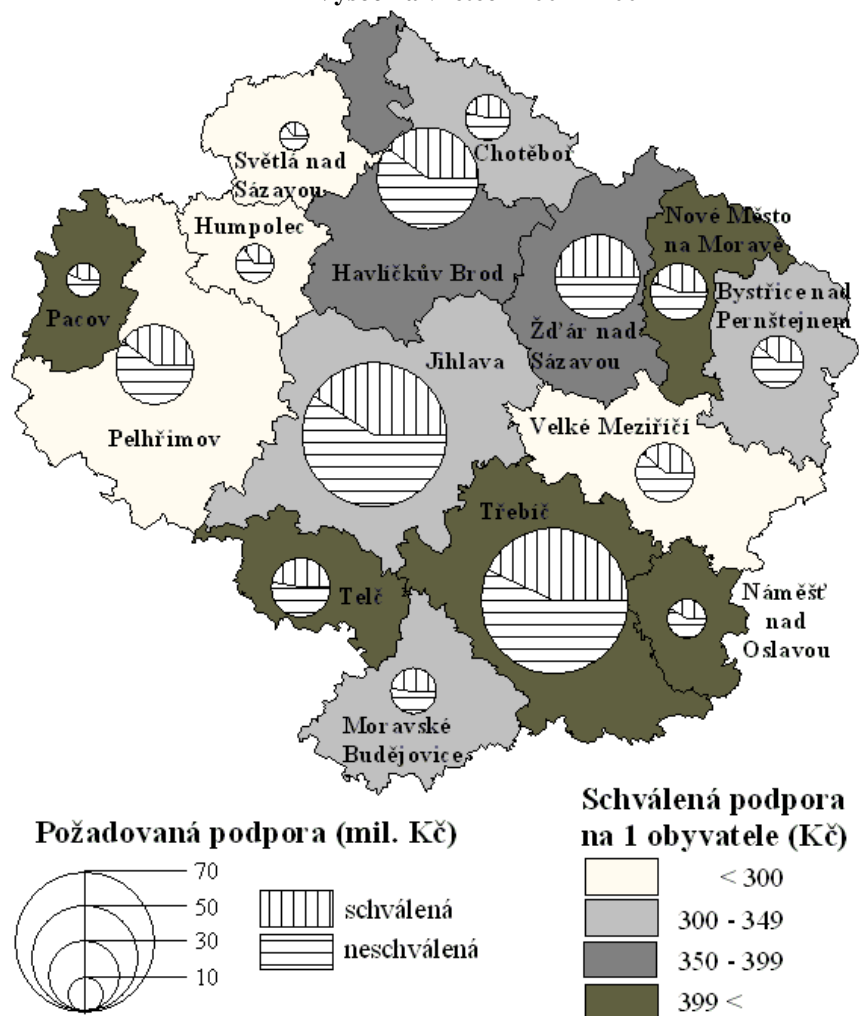 Chotěboř
Světlá nad
Sázavou
Humpolec
Nové Město
na Moravě
Havlíčkův Brod
Bystřice nad
Pernštejnem
Pacov
Žďár nad
Sázavou
Jihlava
Pelhřimov
Velké Meziříčí
Třebíč
Telč
Náměšť
nad
Oslavou
Moravské
Budějovice
Požadovaná podpora (mil. Kč)
70
50
30
10
schválená
neschválená
Schválená podpora
na 1 obyvatele (Kč)
< 300
300 - 349
350 - 399
399 <